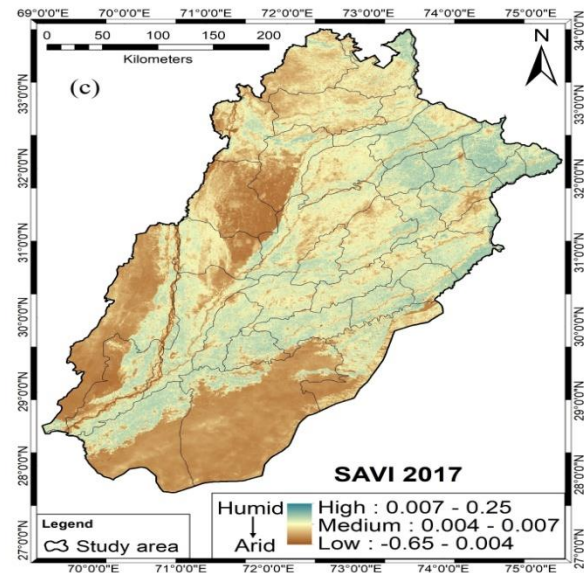 69°0'0"E 70°0'0"E 71°0'0"E 72°0'0"E 73°0'0"E 74°0'0"E 75°0'0"E
0 50 100 200
Kilometers
N
(c)
34°0'0"N
33°0'0"N
32°0'0"N
31°0'0"N
30°0'0"N
29°0'0"N
28°0'0"N
27°0'0"N
34°0'0"N
33°0'0"N
32°0'0"N
31°0'0"N
30°0'0"N
29°0'0"N
28°0'0"N
27°0'0"N
SAVI 2017
Humid
Arid
High : 0.007 - 0.25
Medium : 0.004 - 0.007
Low : -0.65 - 0.004
Legend
Study area
70°0'0"E 71°0'0"E 72°0'0"E 73°0'0"E 74°0'0"E 75°0'0"E